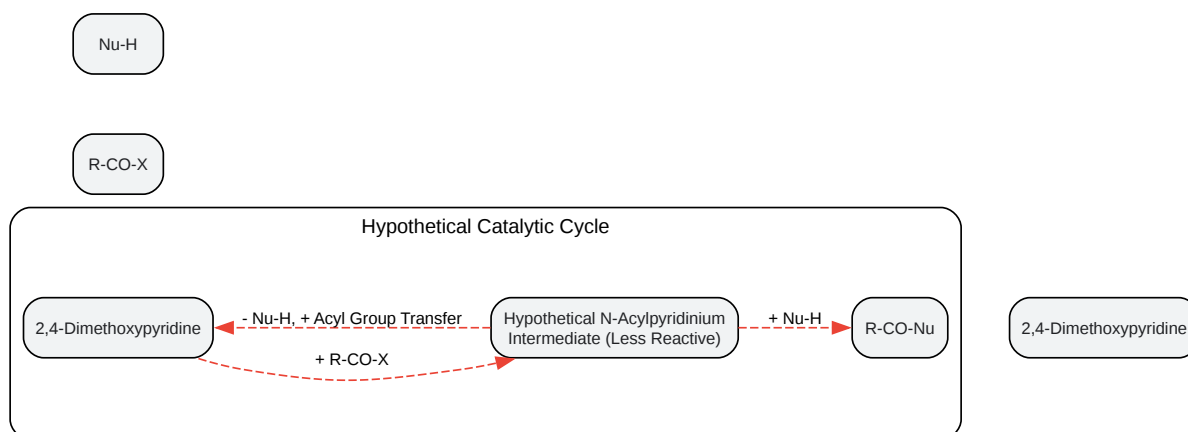 Nu-H
R-CO-X
Hypothetical Catalytic Cycle
2,4-Dimethoxypyridine
- Nu-H, + Acyl Group Transfer
+ R-CO-X
Hypothetical N-Acylpyridinium
Intermediate (Less Reactive)
+ Nu-H
R-CO-Nu
2,4-Dimethoxypyridine